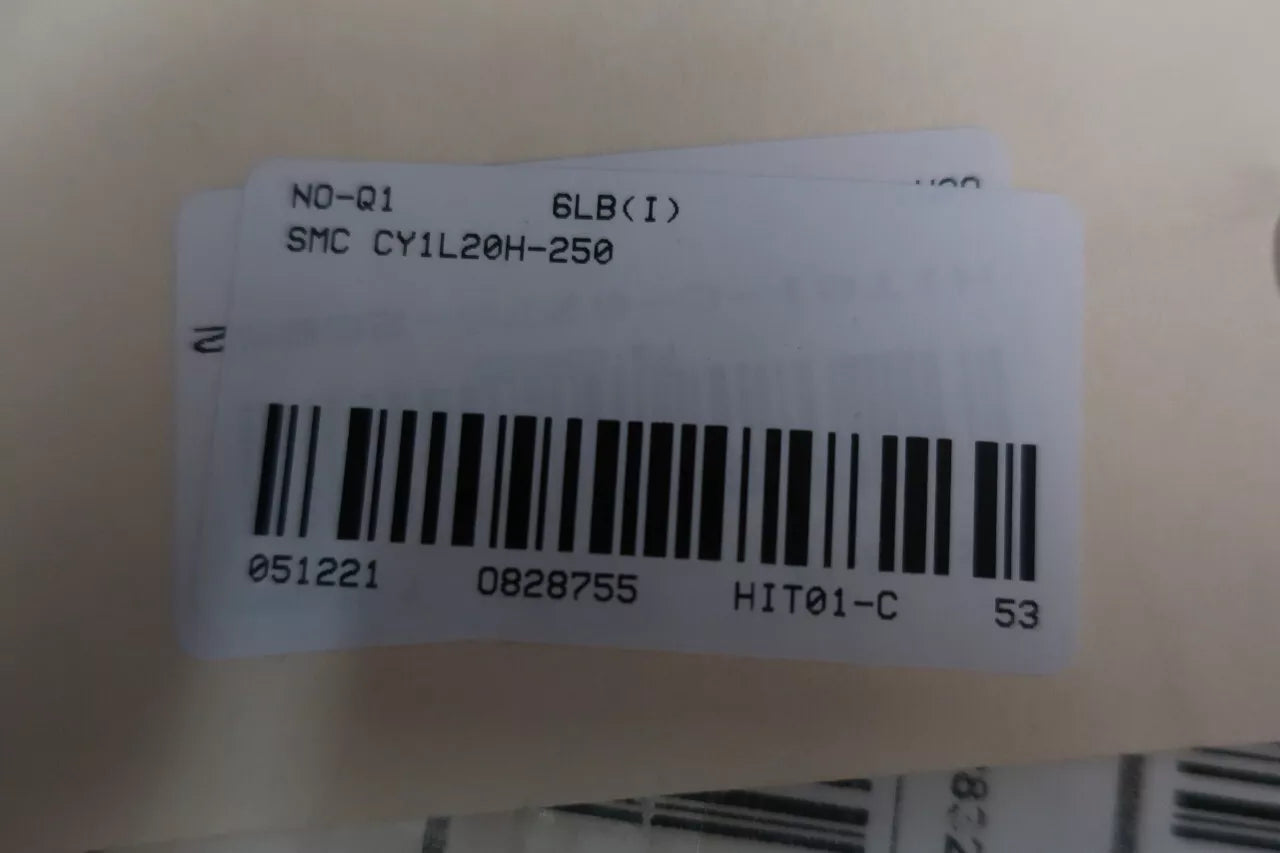 NO-Q1 6LB(I)
SMC CY1L20H-250
051221 0828755 HIT01-C 53